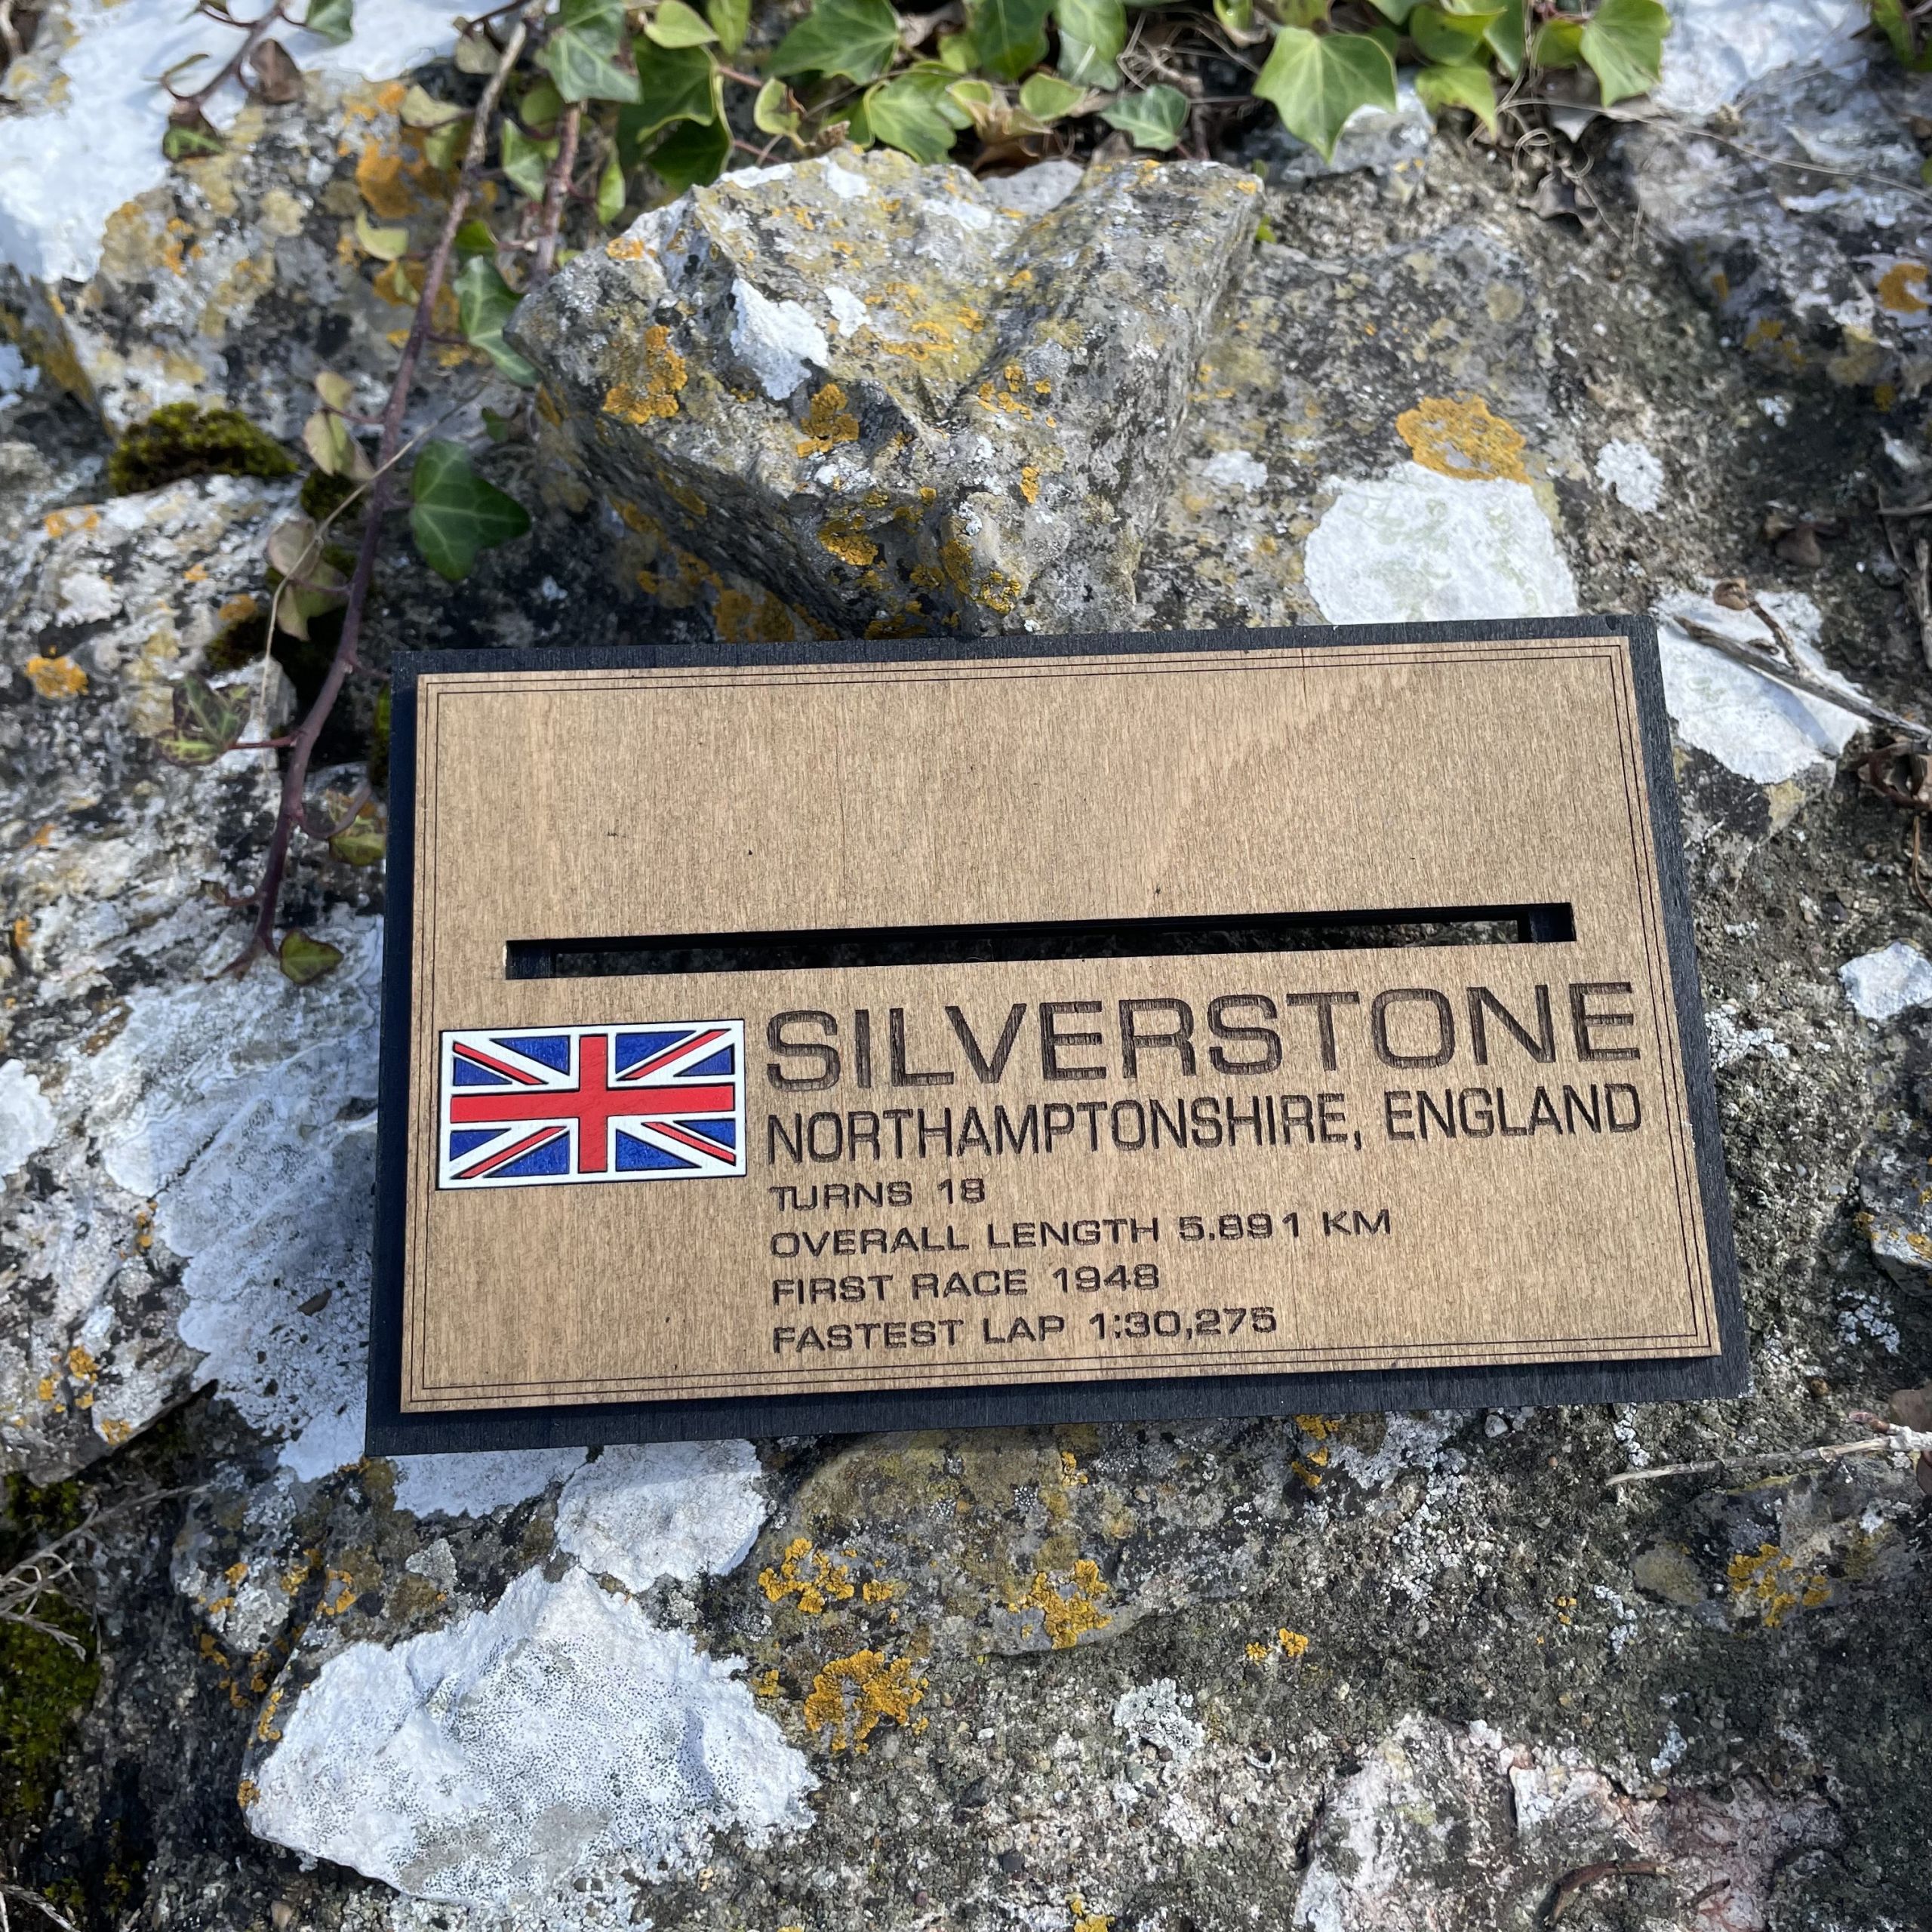 SILVERSTONE
NORTHAMPTONSHIRE, ENGLAND
TURNS 18
OVERALL LENGTH 5.891 KM
FIRST RACE 1948
FASTEST LAP 1:30,275